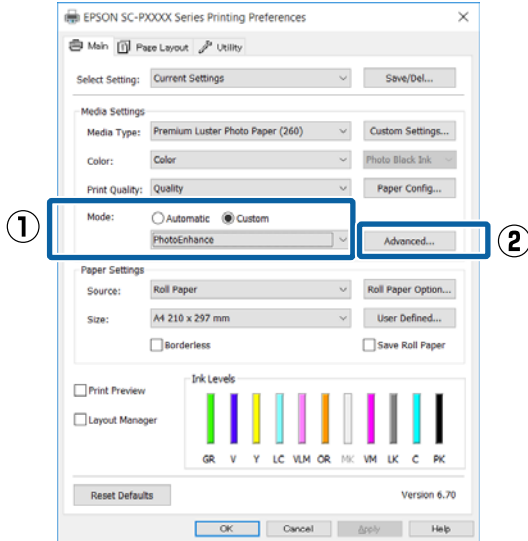 EPSON SC-PXXXX Series Printing Preferences
Main Page Layout Utility
Select Setting: Current Settings Save/Del...
Media Settings
Media Type: Premium Luster Photo Paper (260) Custom Settings...
Color: Color Photo Black Ink
Print Quality: Quality Paper Config...
① Mode: Automatic Custom
PhotoEnhance Advanced... ②
Paper Settings
Source: Roll Paper Roll Paper Option...
Size: A4 210 x 297 mm User Defined...
Borderless Save Roll Paper
Ink Levels
Print Preview
Layout Manager
GR V Y LC VLM OR MK VM LK C PK
Reset Defaults Version 6.70
OK Cancel Apply Help